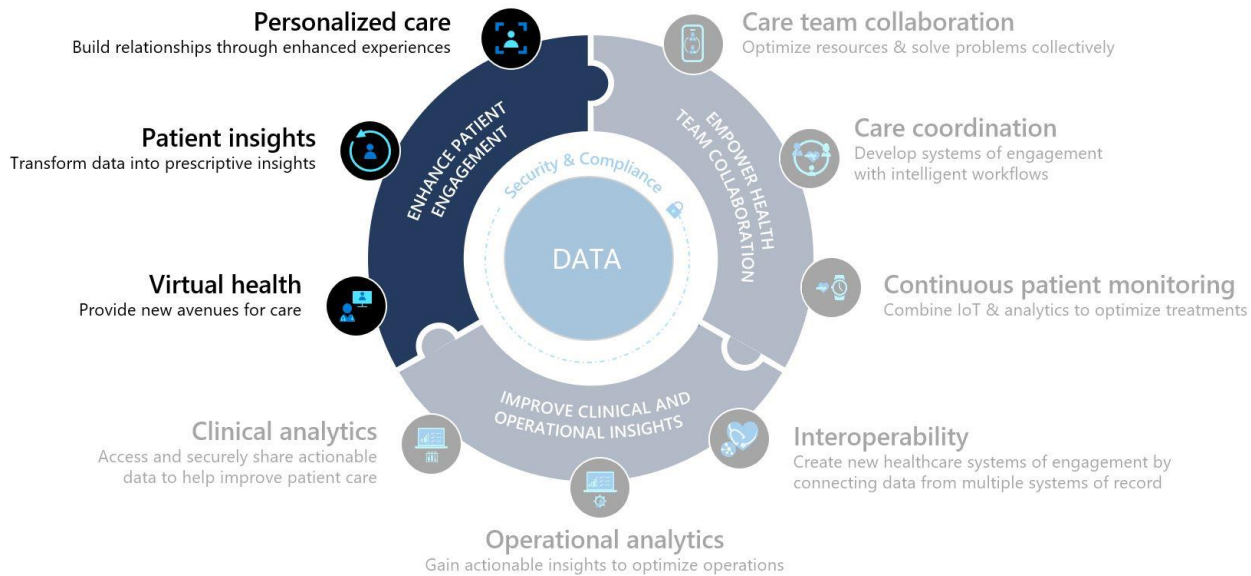 Personalized care
Build relationships through enhanced experiences
Patient insights
Transform data into prescriptive insights
Virtual health
Provide new avenues for care
ENHANCE PATIENT
ENGAGEMENT
Care team collaboration
Optimize resources & solve problems collectively
Care coordination
Develop systems of engagement
with intelligent workflows
Continuous patient monitoring
Combine IoT & analytics to optimize treatments
EMPOWER HEALTH
TEAM COLLABORATION
Security & Compliance
DATA
IMPROVE CLINICAL AND
OPERATIONAL INSIGHTS
Clinical analytics
Access and securely share actionable
data to help improve patient care
Operational analytics
Gain actionable insights to optimize operations
Interoperability
Create new healthcare systems of engagement by
connecting data from multiple systems of record